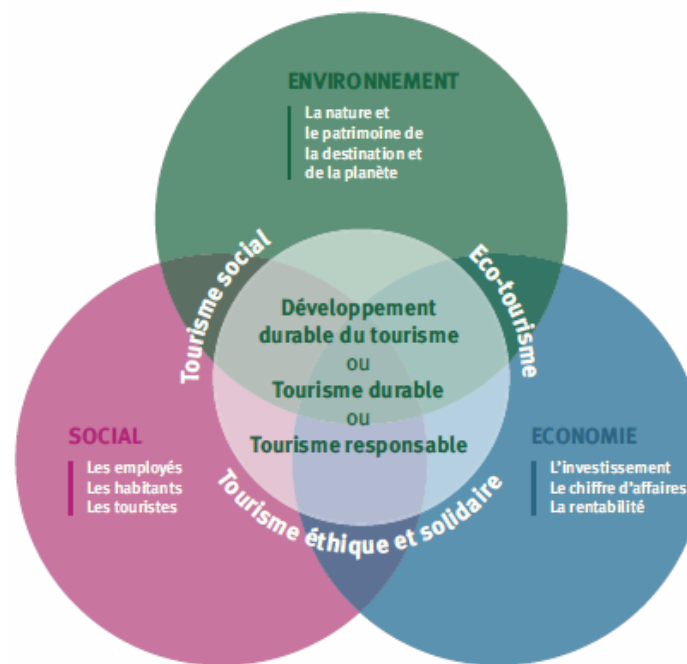 ENVIRONNEMENT
La nature et
le patrimoine de
la destination et
de la planète
Tourisme social
Eco-tourisme
Développement
durable du tourisme
ou
Tourisme durable
ou
Tourisme responsable
SOCIAL
Les employés
Les habitants
Les touristes
ECONOMIE
L'investissement
Le chiffre d'affaires
La rentabilité
Tourisme éthique et solidaire